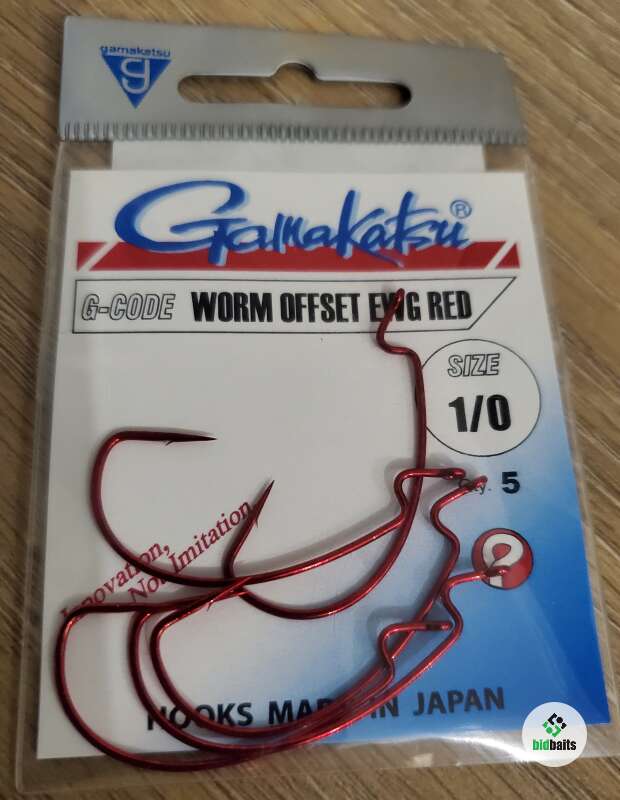 gamakatsu
g
Gamakatsu®
G-CODE WORM OFFSET EWG RED
SIZE
1/0
Qty. 5
Innovation,
Not Imitation
HOOKS MADE IN JAPAN
bidbaits